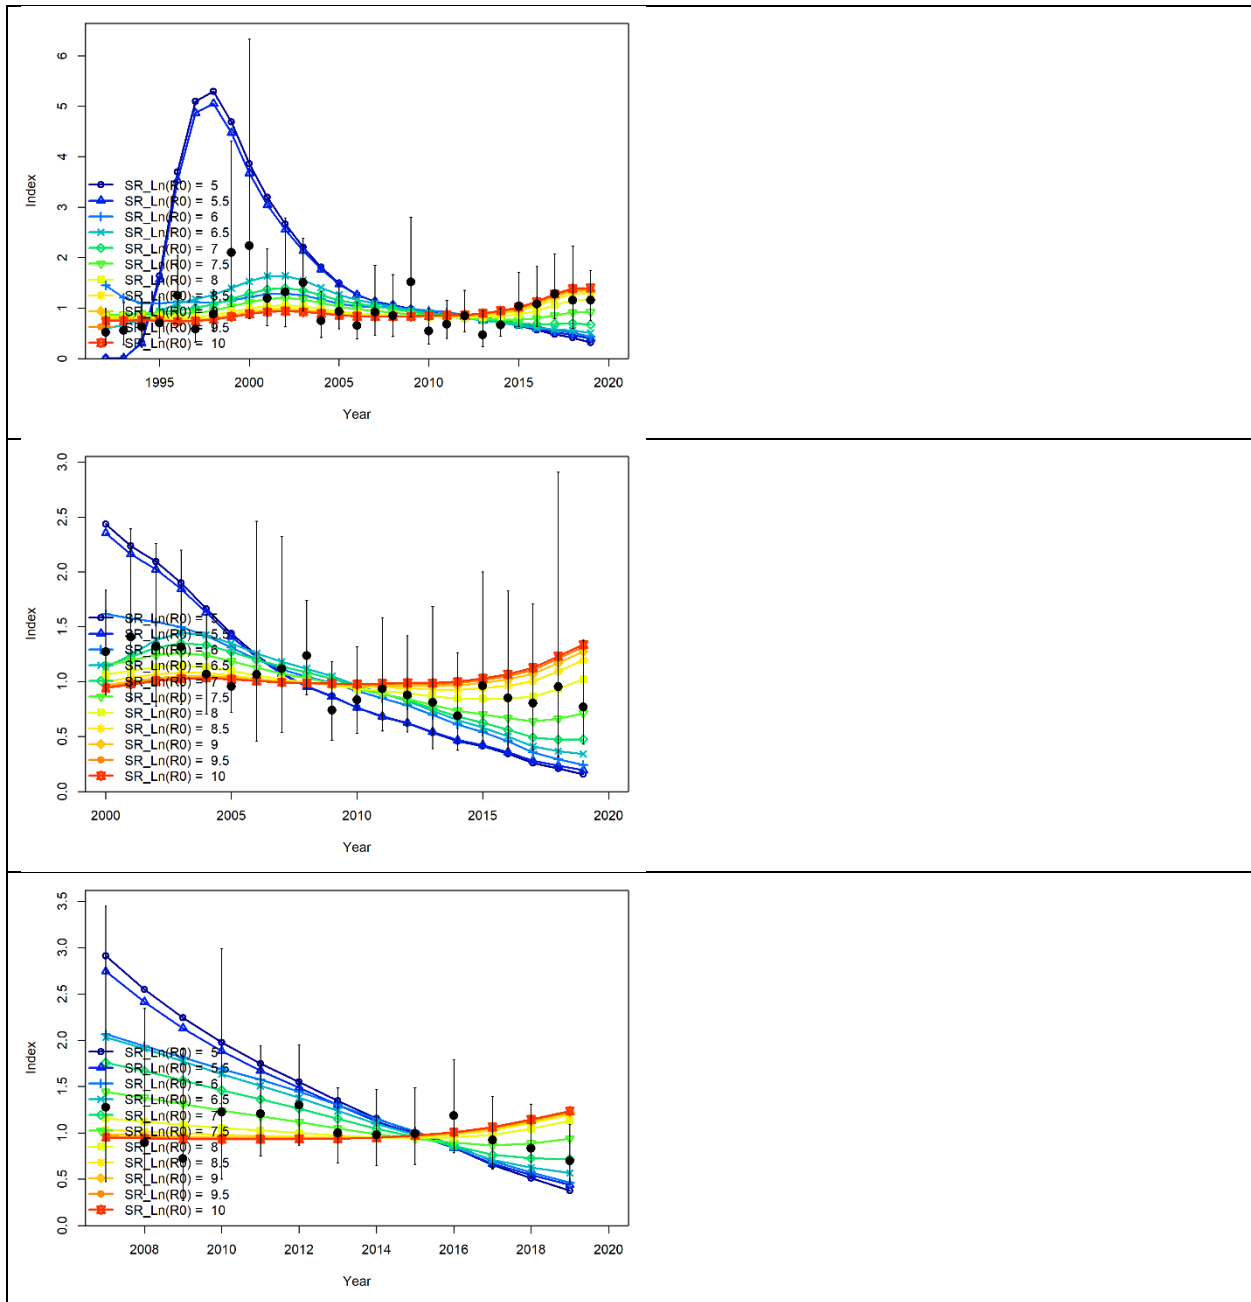 6
5
4
3
2
1
0
Index
SR_Ln(R0) = 5
SR_Ln(R0) = 5.5
SR_Ln(R0) = 6
SR_Ln(R0) = 6.5
SR_Ln(R0) = 7
SR_Ln(R0) = 7.5
SR_Ln(R0) = 8
SR_Ln(R0) = 8.5
SR_Ln(R0) = 9
SR_Ln(R0) = 9.5
SR_Ln(R0) = 10
1995 2000 2005 2010 2015 2020
Year
3.0
2.5
2.0
1.5
1.0
0.5
0.0
Index
SR_Ln(R0) = 5
SR_Ln(R0) = 5.5
SR_Ln(R0) = 6
SR_Ln(R0) = 6.5
SR_Ln(R0) = 7
SR_Ln(R0) = 7.5
SR_Ln(R0) = 8
SR_Ln(R0) = 8.5
SR_Ln(R0) = 9
SR_Ln(R0) = 9.5
SR_Ln(R0) = 10
2000 2005 2010 2015 2020
Year
3.5
3.0
2.5
2.0
1.5
1.0
0.5
0.0
Index
SR_Ln(R0) = 5
SR_Ln(R0) = 5.5
SR_Ln(R0) = 6
SR_Ln(R0) = 6.5
SR_Ln(R0) = 7
SR_Ln(R0) = 7.5
SR_Ln(R0) = 8
SR_Ln(R0) = 8.5
SR_Ln(R0) = 9
SR_Ln(R0) = 9.5
SR_Ln(R0) = 10
2008 2010 2012 2014 2016 2018 2020
Year